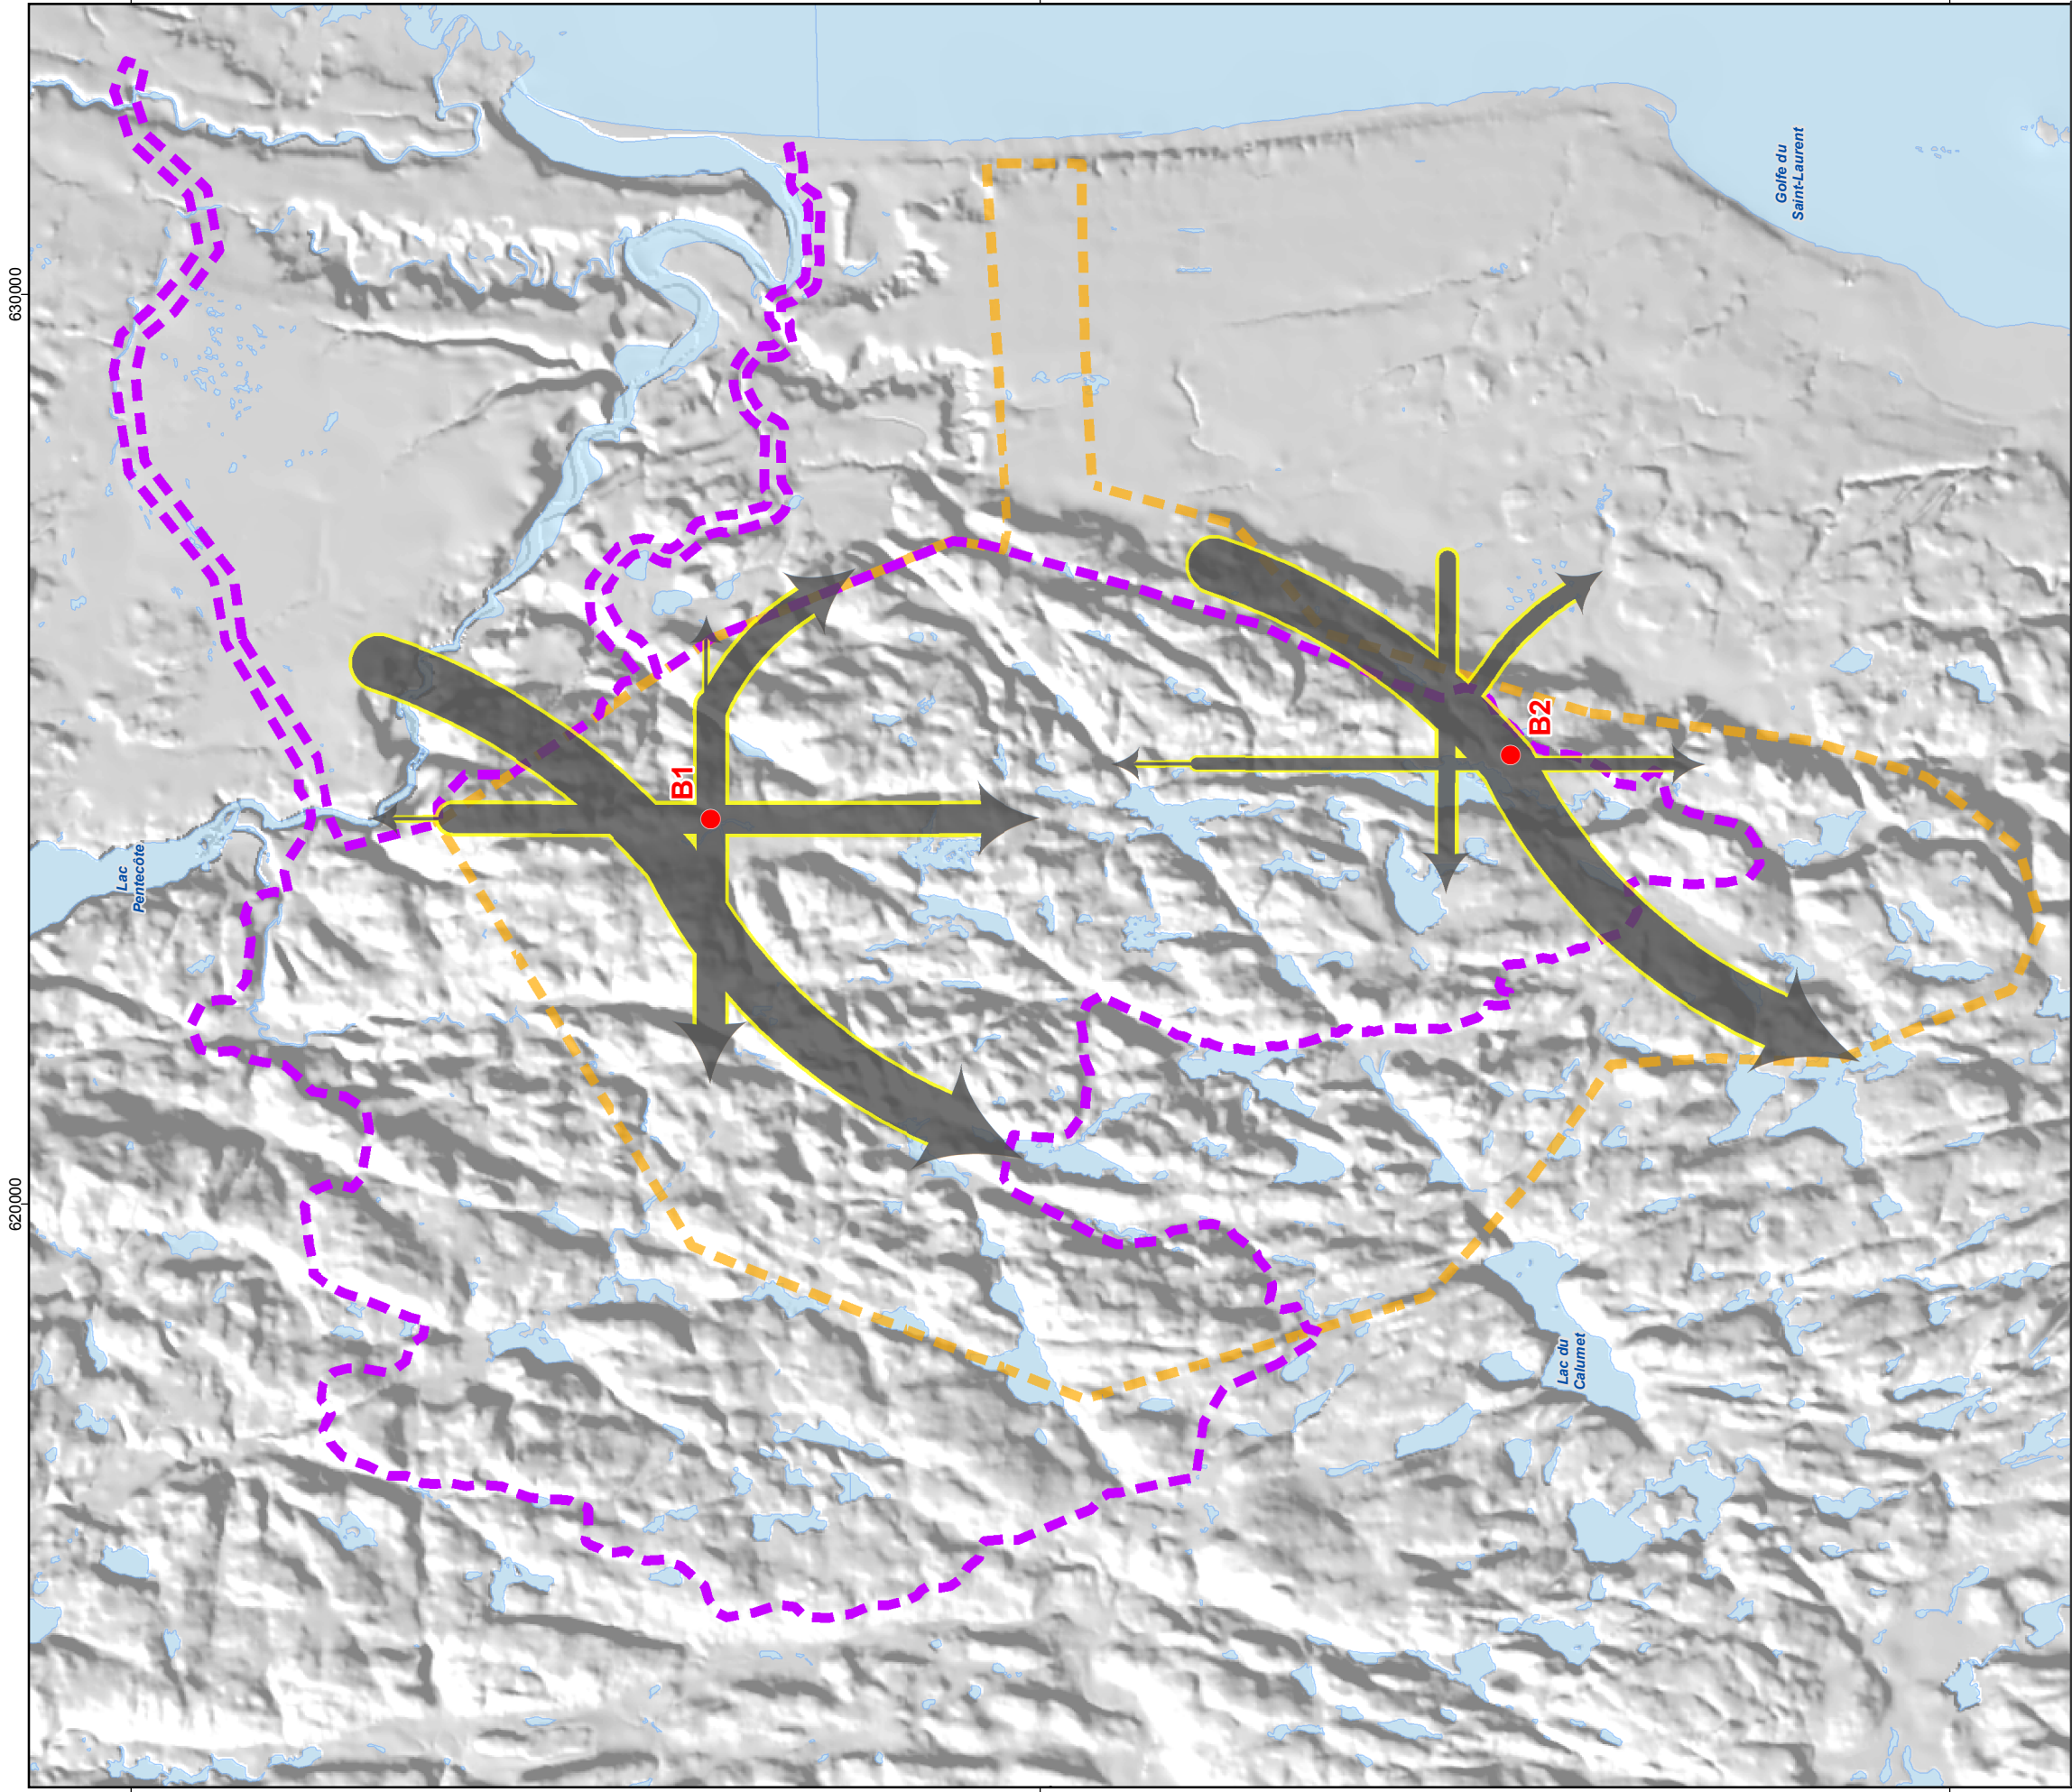 630000
620000
Golfe du
Saint-Laurent
Lac
Pentecôte
B1
B2
Lac du
Calumet